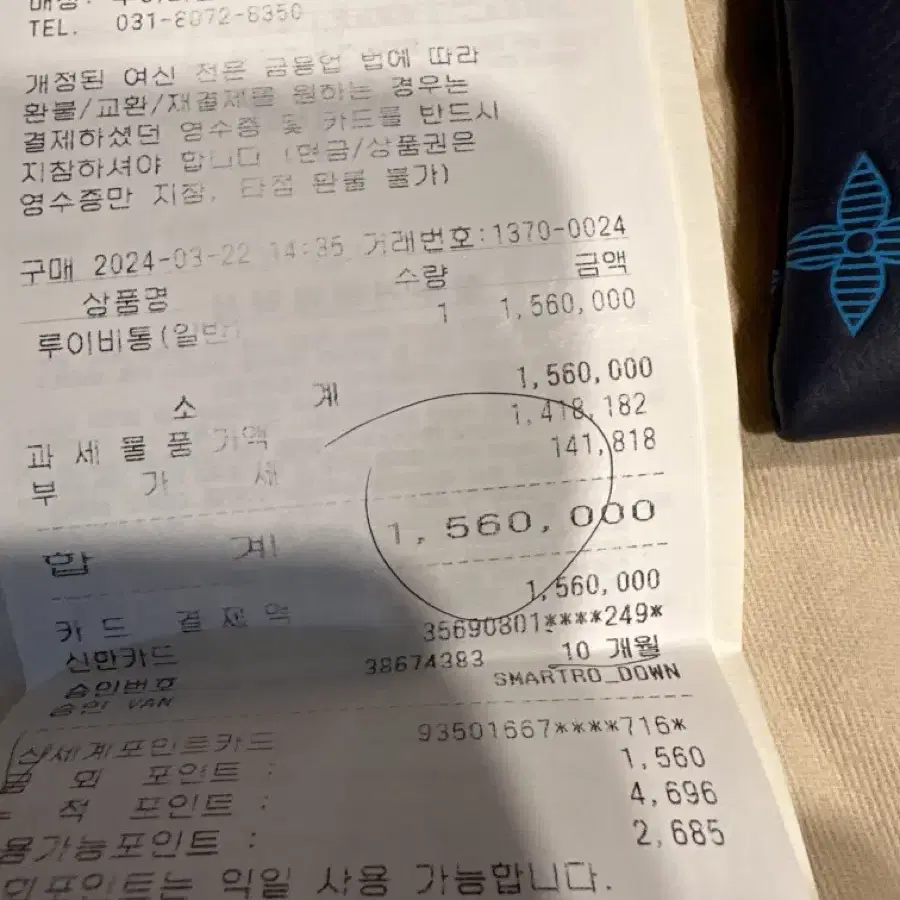 TEL. 031-8072-8350
개정된 여신 전문 금융업 법에 따라
환불/교환/재결제를 원하는 경우는
결제하셨던 영수증 및 카드를 반드시
지참하셔야 합니다 (현금/상품권은
영수증만 지참, 타점 환불 불가)
구매 2024-03-22 14:35 거래번호:1370-0024
상품명 수량 금액
루이비통(일반) 1 1,560,000
소 계 1,560,000
과 세 물 품 가액 1,418,182
부 가 세 141,818
합 계 1,560,000
카 드 결 제 액 1,560,000
신한카드 35690801****249*
승인번호 38674383 10 개월
승인 VAN SMARTRO_DOWN
신세계포인트카드 93501667****716*
포인트 : 1,560
적 포인트 : 4,696
용가능포인트 : 2,685
포인트는 익일 사용 가능합니다.